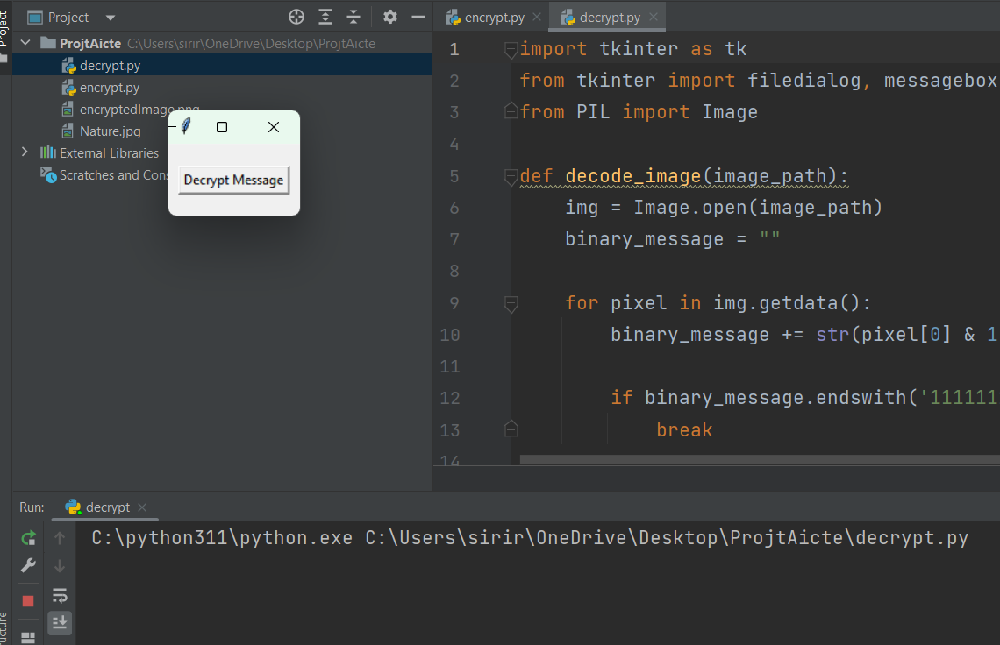 Project
Project
encrypt.py
decrypt.py
ProjtAicte C:\Users\sirir\OneDrive\Desktop\ProjtAicte
decrypt.py
encrypt.py
encryptedImage.png
Nature.jpg
External Libraries
Scratches and Cons
Decrypt Message
1 import tkinter as tk
2 from tkinter import filedialog, messagebox
3 from PIL import Image
4
5 def decode_image(image_path):
6 img = Image.open(image_path)
7 binary_message = ""
8
9 for pixel in img.getdata():
10 binary_message += str(pixel[0] & 1
11
12 if binary_message.endswith('111111
13 break
14
Run: decrypt
C:\python311\python.exe C:\Users\sirir\OneDrive\Desktop\ProjtAicte\decrypt.py